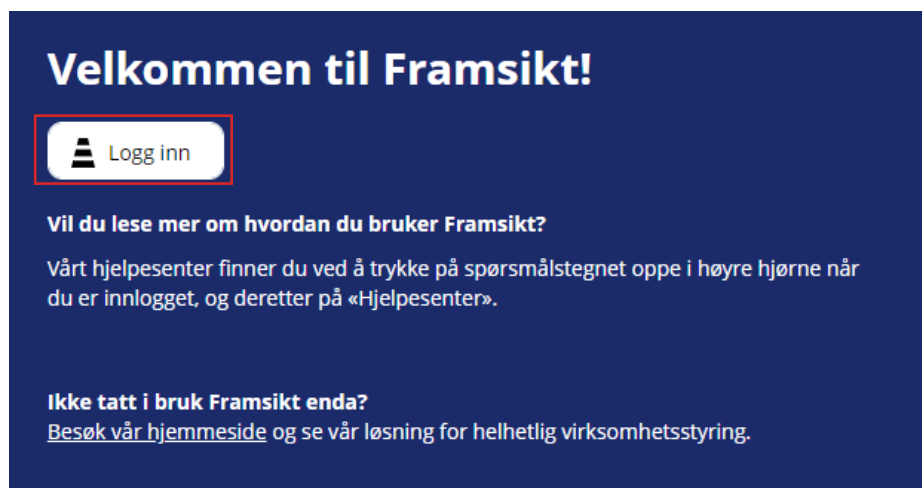 Velkommen til Framsikt!
Logg inn
Vil du lese mer om hvordan du bruker Framsikt?
Vårt hjelpesenter finner du ved å trykke på spørsmålstegnet oppe i høyre hjørne når
du er innlogget, og deretter på «Hjelpesenter».
Ikke tatt i bruk Framsikt enda?
Besøk vår hjemmeside og se vår løsning for helhetlig virksomhetsstyring.